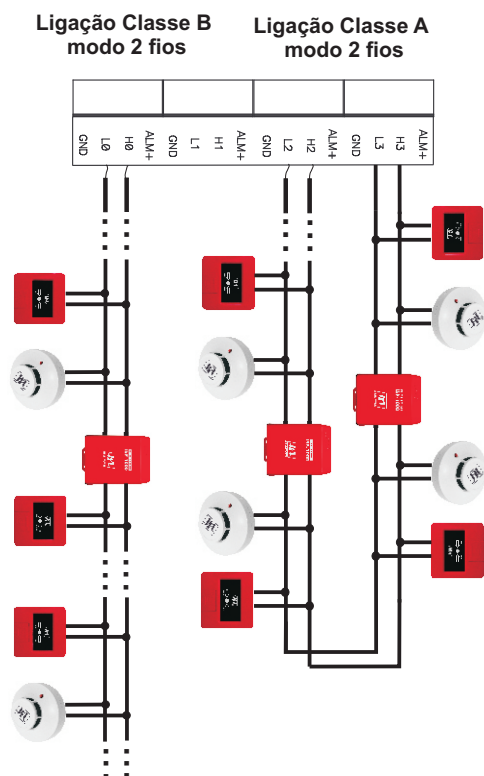 Ligação Classe B
modo 2 fios
Ligação Classe A
modo 2 fios
GND
L0
H0
ALM+
GND
L1
H1
ALM+
GND
L2
H2
ALM+
GND
L3
H3
ALM+